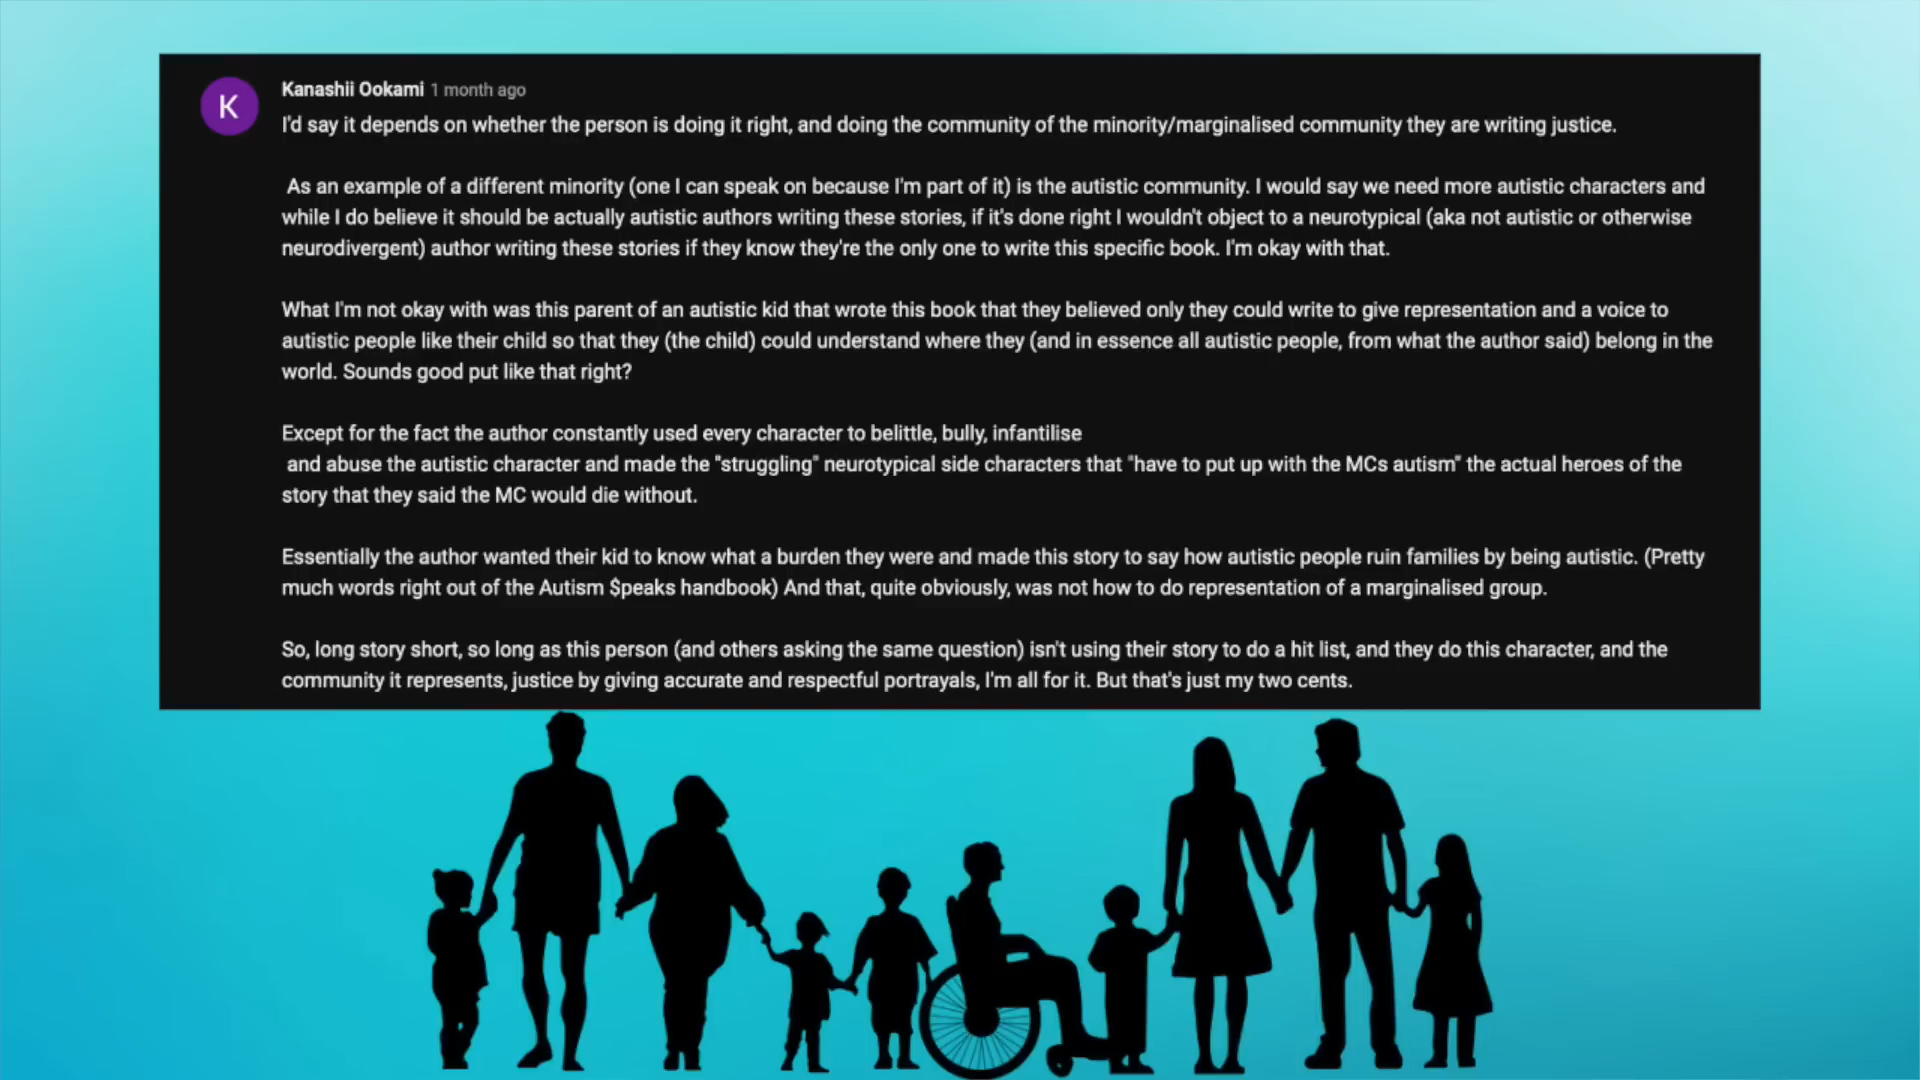 K
Kanashii Ookami 1 month ago
I'd say it depends on whether the person is doing it right, and doing the community of the minority/marginalised community they are writing justice.
As an example of a different minority (one I can speak on because I'm part of it) is the autistic community. I would say we need more autistic characters and
while I do believe it should be actually autistic authors writing these stories, if it's done right I wouldn't object to a neurotypical (aka not autistic or otherwise
neurodivergent) author writing these stories if they know they're the only one to write this specific book. I'm okay with that.
What I'm not okay with was this parent of an autistic kid that wrote this book that they believed only they could write to give representation and a voice to
autistic people like their child so that they (the child) could understand where they (and in essence all autistic people, from what the author said) belong in the
world. Sounds good put like that right?
Except for the fact the author constantly used every character to belittle, bully, infantilise
and abuse the autistic character and made the "struggling" neurotypical side characters that "have to put up with the MCs autism" the actual heroes of the
story that they said the MC would die without.
Essentially the author wanted their kid to know what a burden they were and made this story to say how autistic people ruin families by being autistic. (Pretty
much words right out of the Autism $peaks handbook) And that, quite obviously, was not how to do representation of a marginalised group.
So, long story short, so long as this person (and others asking the same question) isn't using their story to do a hit list, and they do this character, and the
community it represents, justice by giving accurate and respectful portrayals, I'm all for it. But that's just my two cents.